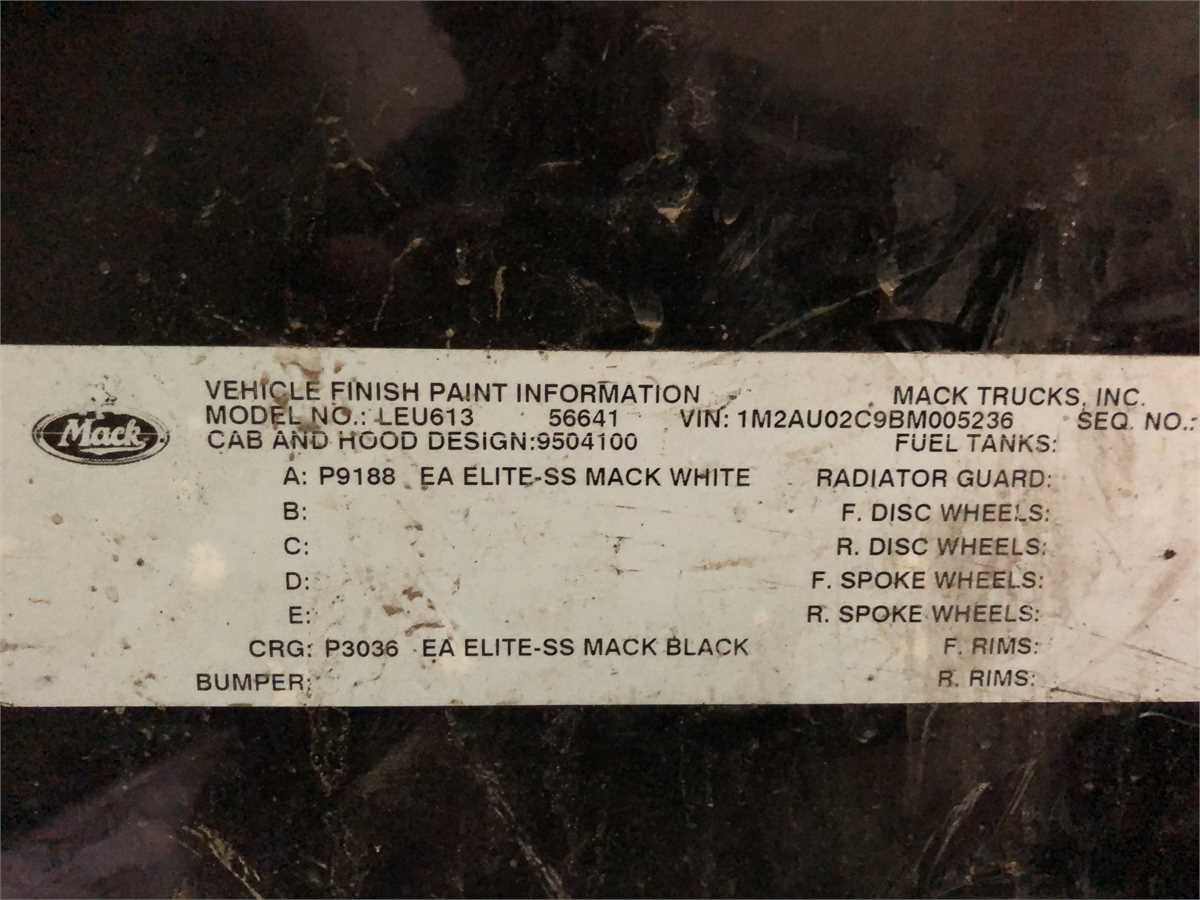 VEHICLE FINISH PAINT INFORMATION MACK TRUCKS, INC.
Mack MODEL NO.: LEU613 56641 VIN: 1M2AU02C9BM005236 SEQ. NO.:
CAB AND HOOD DESIGN:9504100 FUEL TANKS:
A: P9188 EA ELITE-SS MACK WHITE RADIATOR GUARD:
B: F. DISC WHEELS:
C: R. DISC WHEELS:
D: F. SPOKE WHEELS:
E: R. SPOKE WHEELS:
CRG: P3036 EA ELITE-SS MACK BLACK F. RIMS:
BUMPER: R. RIMS: